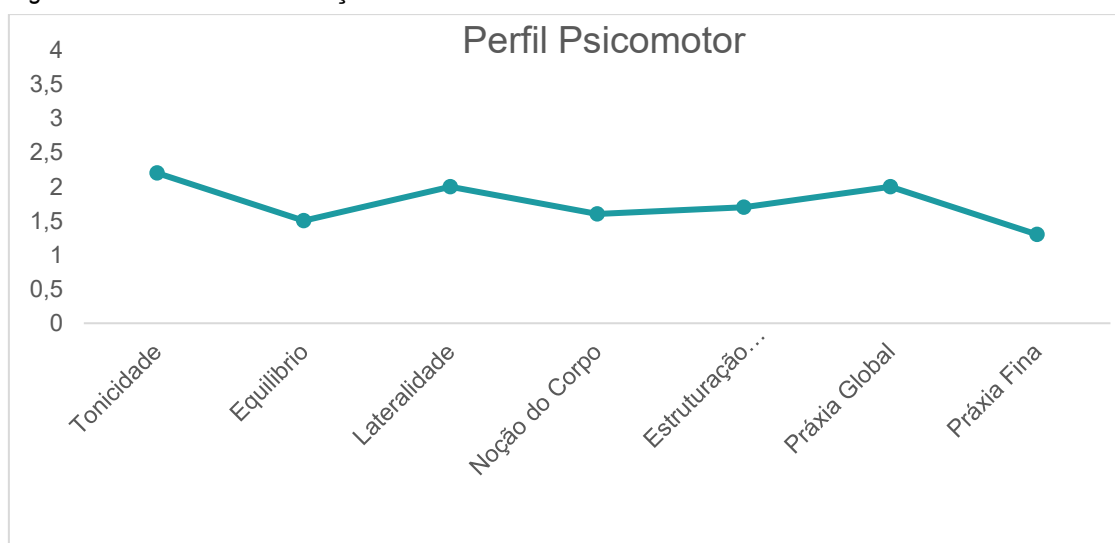 Perfil Psicomotor
4
3,5
3
2,5
2
1,5
1
0,5
0
Tonicidade
Equilibrio
Lateralidade
Noção do Corpo
Estruturação…
Práxia Global
Práxia Fina